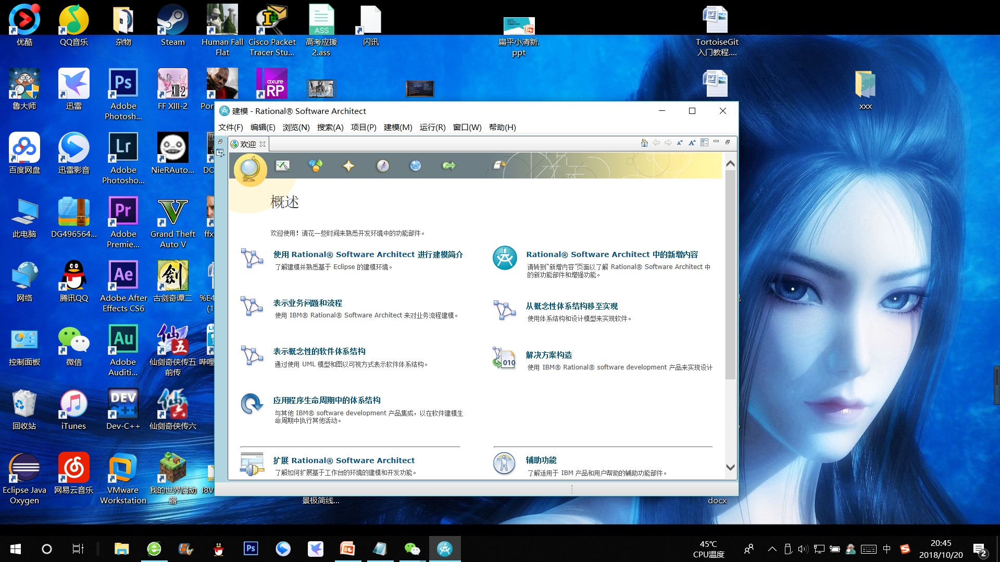 优酷
QQ音乐
杂物
Steam
Human Fall
Flat
Cisco Packet
Tracer Stu...
ASS
高考应援
2.ass
闪讯
扁平小清新.
ppt
TortoiseGit
入门教程....
鲁大师
迅雷
Ps
Adobe
Photosh...
XIII-2
FF XIII-2
Por
axure
RP
xxx
百度网盘
迅雷影音
Lr
Adobe
Photosho...
NieRAuto...
DO
此电脑
DG496564...
Pr
Adobe
Premie...
Grand Theft
Auto V
ffx
网络
腾讯QQ
Ae
Adobe After
Effects CS6
古剑奇谭二
%E4
(1
控制面板
微信
Au
Adobe
Auditi...
仙剑奇侠传五
前传
哔哩
回收站
iTunes
DEV
C++
Dev-C++
仙剑奇侠传六
Eclipse Java
Oxygen
网易云音乐
VMware
Workstation
我的世界启动
器
I8V
景极简线...
docx
建模 - Rational® Software Architect
文件(F) 编辑(E) 浏览(N) 搜索(A) 项目(P) 建模(M) 运行(R) 窗口(W) 帮助(H)
欢迎
概述
欢迎使用！请花一些时间来熟悉开发环境中的功能部件。
使用 Rational® Software Architect 进行建模简介
了解建模并熟悉基于 Eclipse 的建模环境。
Rational® Software Architect 中的新增内容
请转到“新增内容”页面以了解 Rational® Software Architect 中
的新功能部件和增强功能。
表示业务问题和流程
使用 IBM® Rational® Software Architect 来对业务流程建模。
从概念性体系结构移至实现
使用体系结构和设计模型来实现软件。
表示概念性的软件体系结构
通过使用 UML 模型和图以可视方式表示软件体系结构。
010
解决方案构造
使用 IBM® Rational® software development 产品来实现设计
应用程序生命周期中的体系结构
与其他 IBM® software development 产品集成，以在软件建模生
命周期中执行其他活动。
扩展 Rational® Software Architect
了解如何扩展基于工作台的环境的建模和开发功能。
辅助功能
了解适用于 IBM 产品和用户帮助的辅助功能部件。
45℃
CPU温度
中
20:45
2018/10/20
2